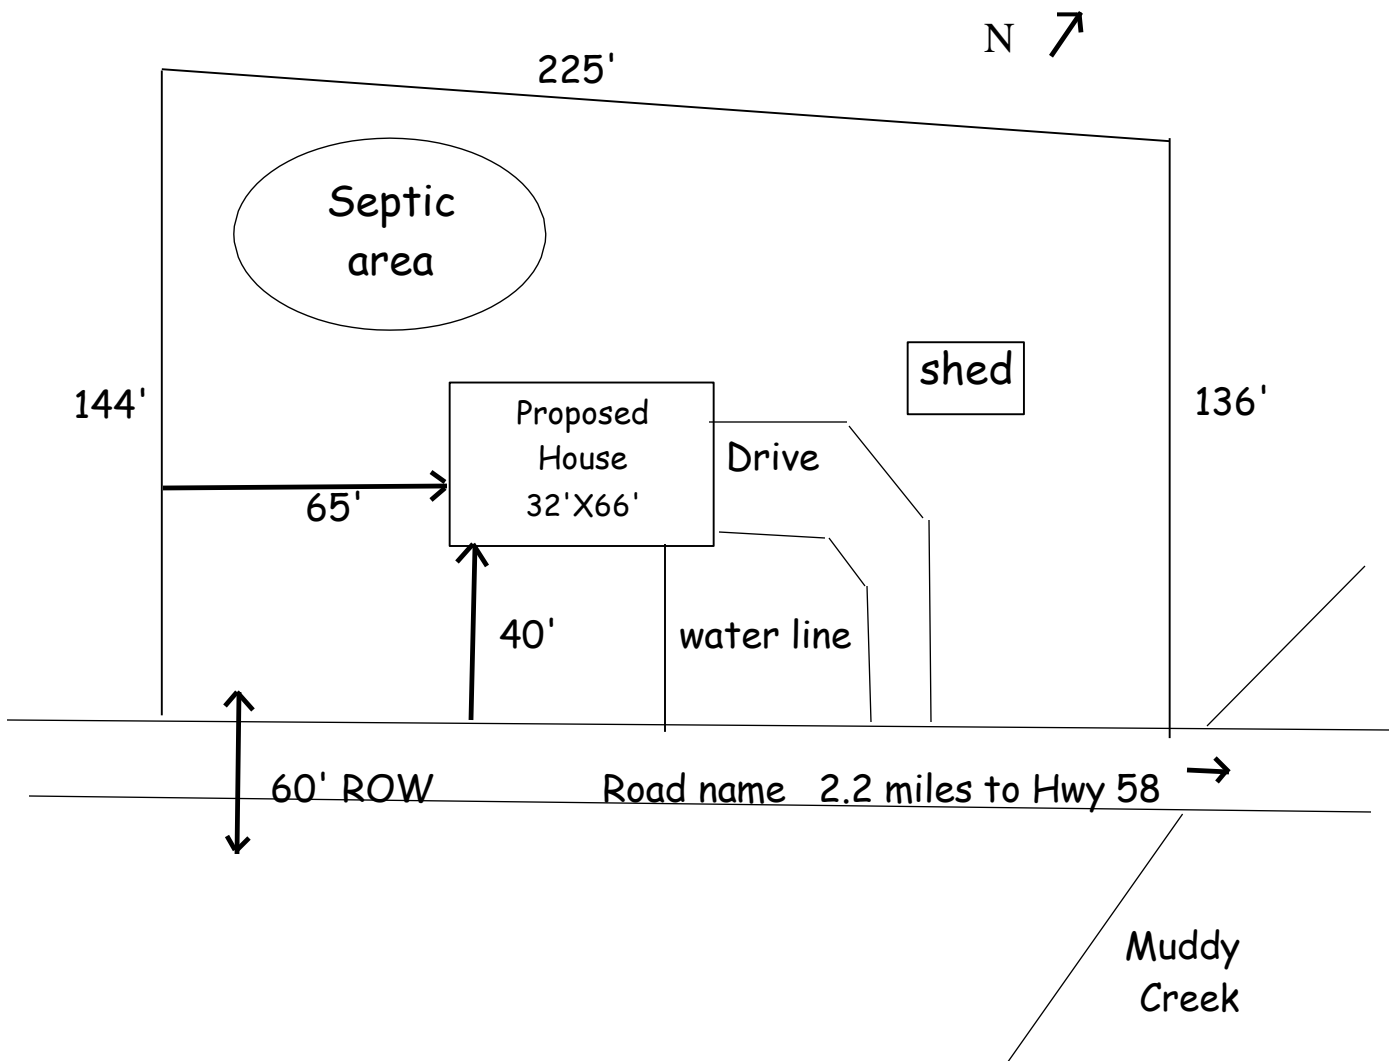 N
225'
Septic
area
shed
144'
136'
Proposed
House
32'X66'
Drive
65'
40'
water line
60' ROW
Road name 2.2 miles to Hwy 58
Muddy
Creek